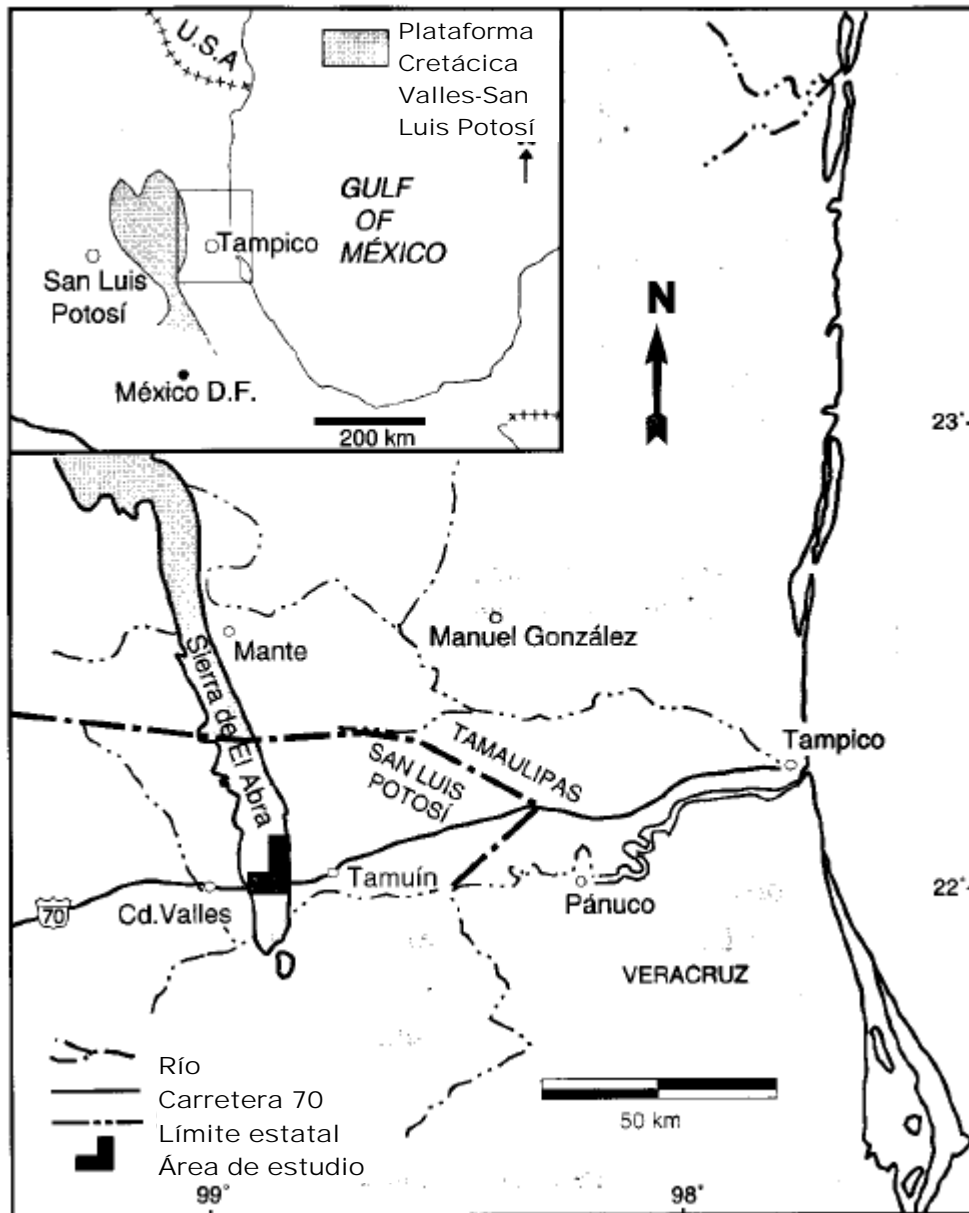 U.S.A
Plataforma
Cretácica
Valles-San
Luis Potosí
GULF
OF
MÉXICO
Tampico
San Luis
Potosí
México D.F.
200 km
N
23°
Manuel González
Mante
Sierra de El Abra
TAMAULIPAS
SAN LUIS
POTOSÍ
Tampico
Tamuín
22°
70
Cd.Valles
Pánuco
VERACRUZ
Río
Carretera 70
Límite estatal
Área de estudio
50 km
99°
98°